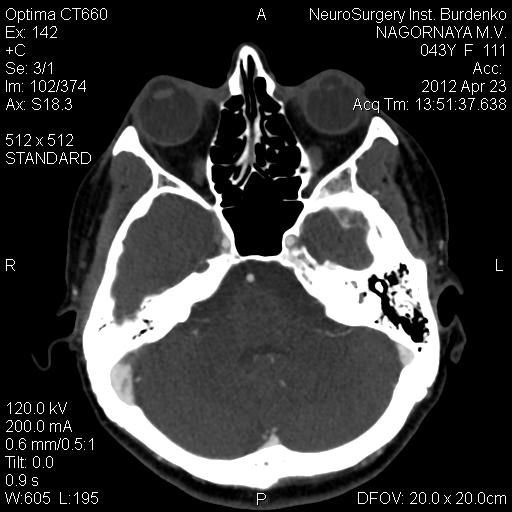 Optima CT660
Ex: 142
+C
Se: 3/1
Im: 102/374
Ax: S18.3
512 x 512
STANDARD
A
NeuroSurgery Inst. Burdenko
NAGORNAYA M.V.
043Y F 111
Acc:
2012 Apr 23
Acq Tm: 13:51:37.638
R
L
120.0 kV
200.0 mA
0.6 mm/0.5:1
Tilt: 0.0
0.9 s
W:605 L:195
P
DFOV: 20.0 x 20.0cm